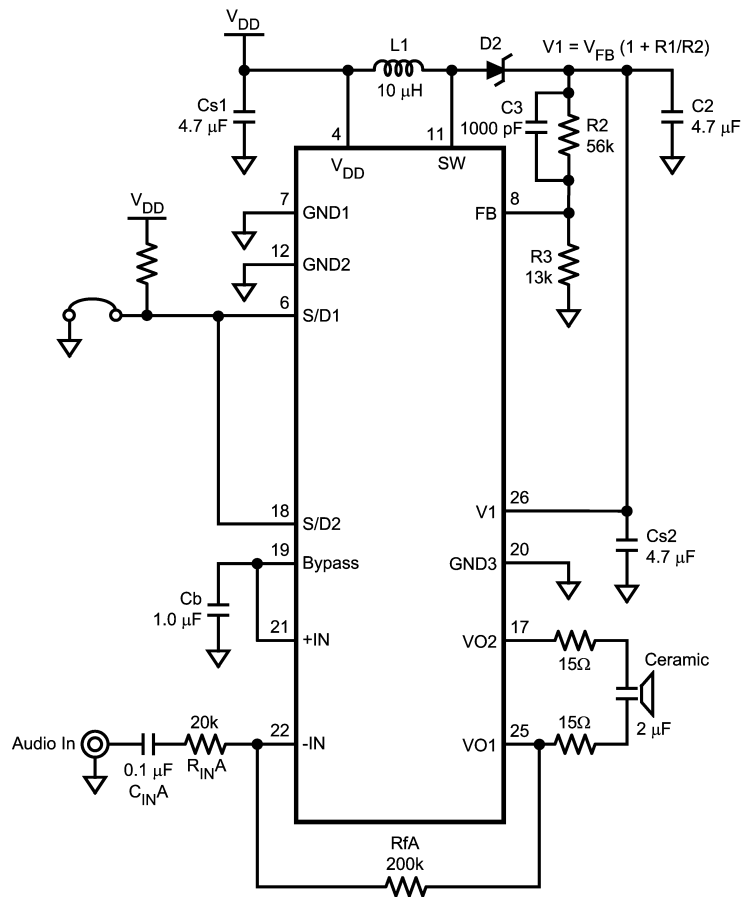 VDD
L1
10 µH
D2
V1 = VFB (1 + R1/R2)
Cs1
4.7 µF
C3
1000 pF
R2
56k
C2
4.7 µF
4
11
VDD
SW
VDD
7
GND1
8
FB
12
GND2
R3
13k
6
S/D1
18
S/D2
26
V1
Cs2
4.7 µF
19
Bypass
20
GND3
Cb
1.0 µF
21
+IN
17
VO2
15Ω
Ceramic
2 µF
Audio In
0.1 µF
CINA
20k
RINA
22
-IN
25
VO1
15Ω
RfA
200k